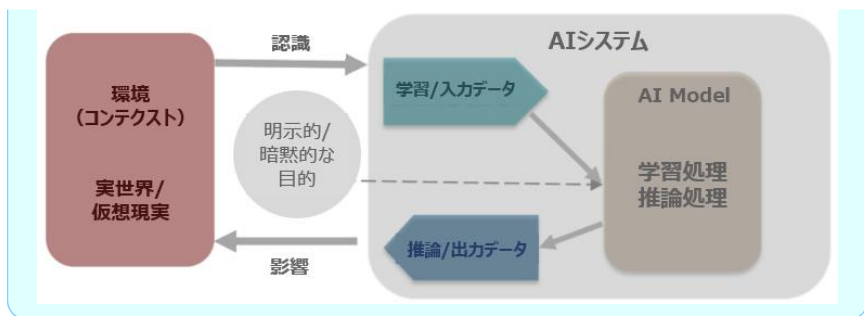 認識
AIシステム
環境
（コンテクスト）
実世界/
仮想現実
明示的/
暗黙的な
目的
学習/入力データ
AI Model
学習処理
推論処理
推論/出力データ
影響